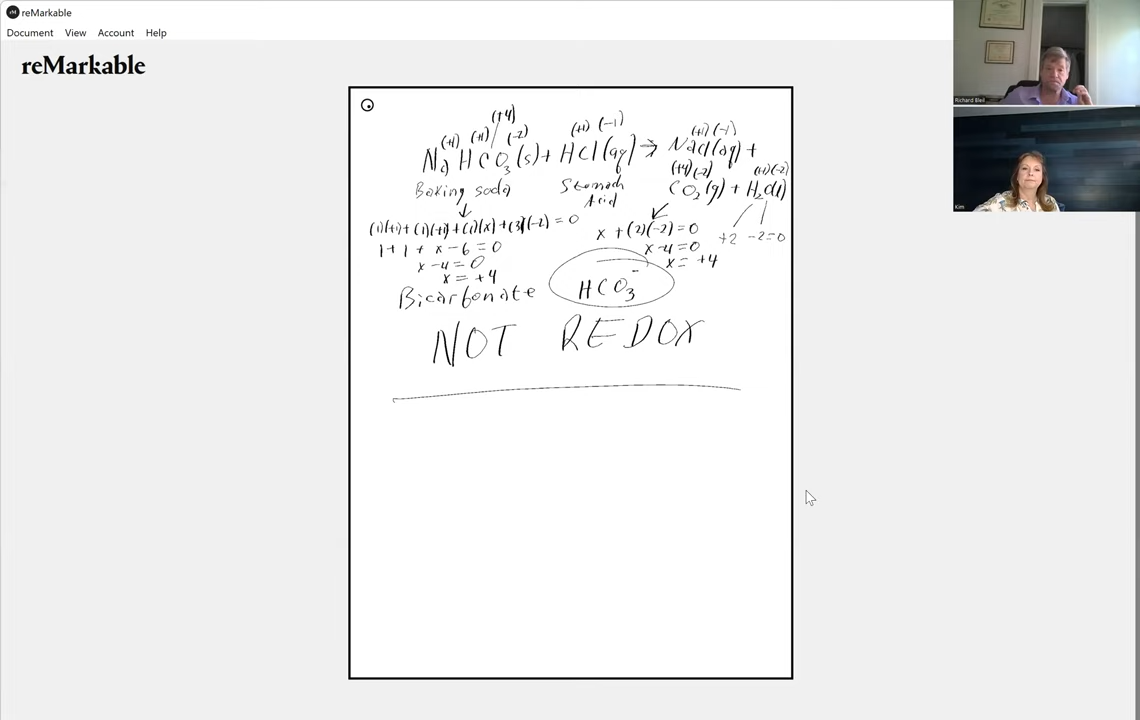 reMarkable
Document View Account Help
reMarkable
Richard Bleil
Kim
(+4)
(+1) (+1) (-2) (+1) (-1) (+1) (-1)
NaHCO3(s) + HCl(aq) → NaCl(aq) +
(+4) (-2) (+1) (-2)
Baking soda Stomach Acid CO2(g) + H2O(l)
(1)(+1) + (1)(+1) + (1)(x) + (3)(-2) = 0 x + (2)(-2) = 0 +2 -2 = 0
1 + 1 + x - 6 = 0 x - 4 = 0
x - 4 = 0 x = +4
x = +4
Bicarbonate HCO3-
NOT REDOX